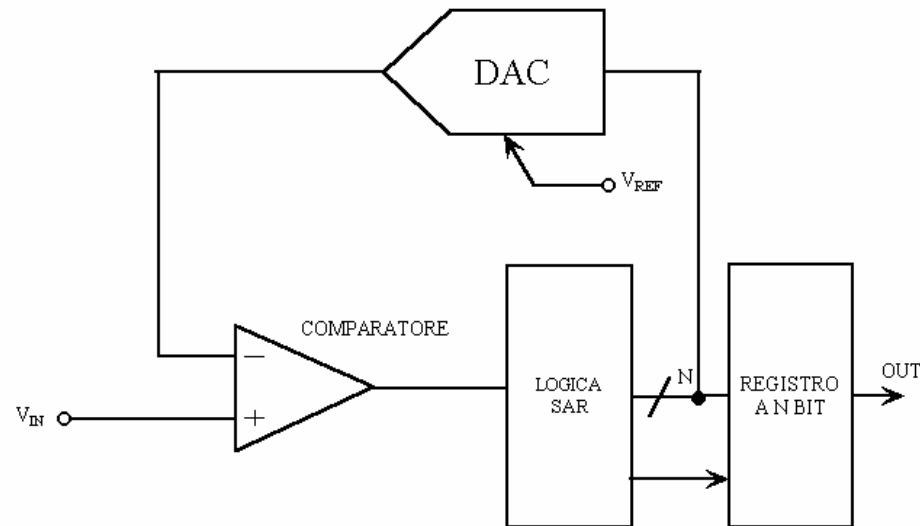 DAC
V_REF
COMPARATORE
−
+
V_IN
LOGICA
SAR
N
REGISTRO
A N BIT
OUT